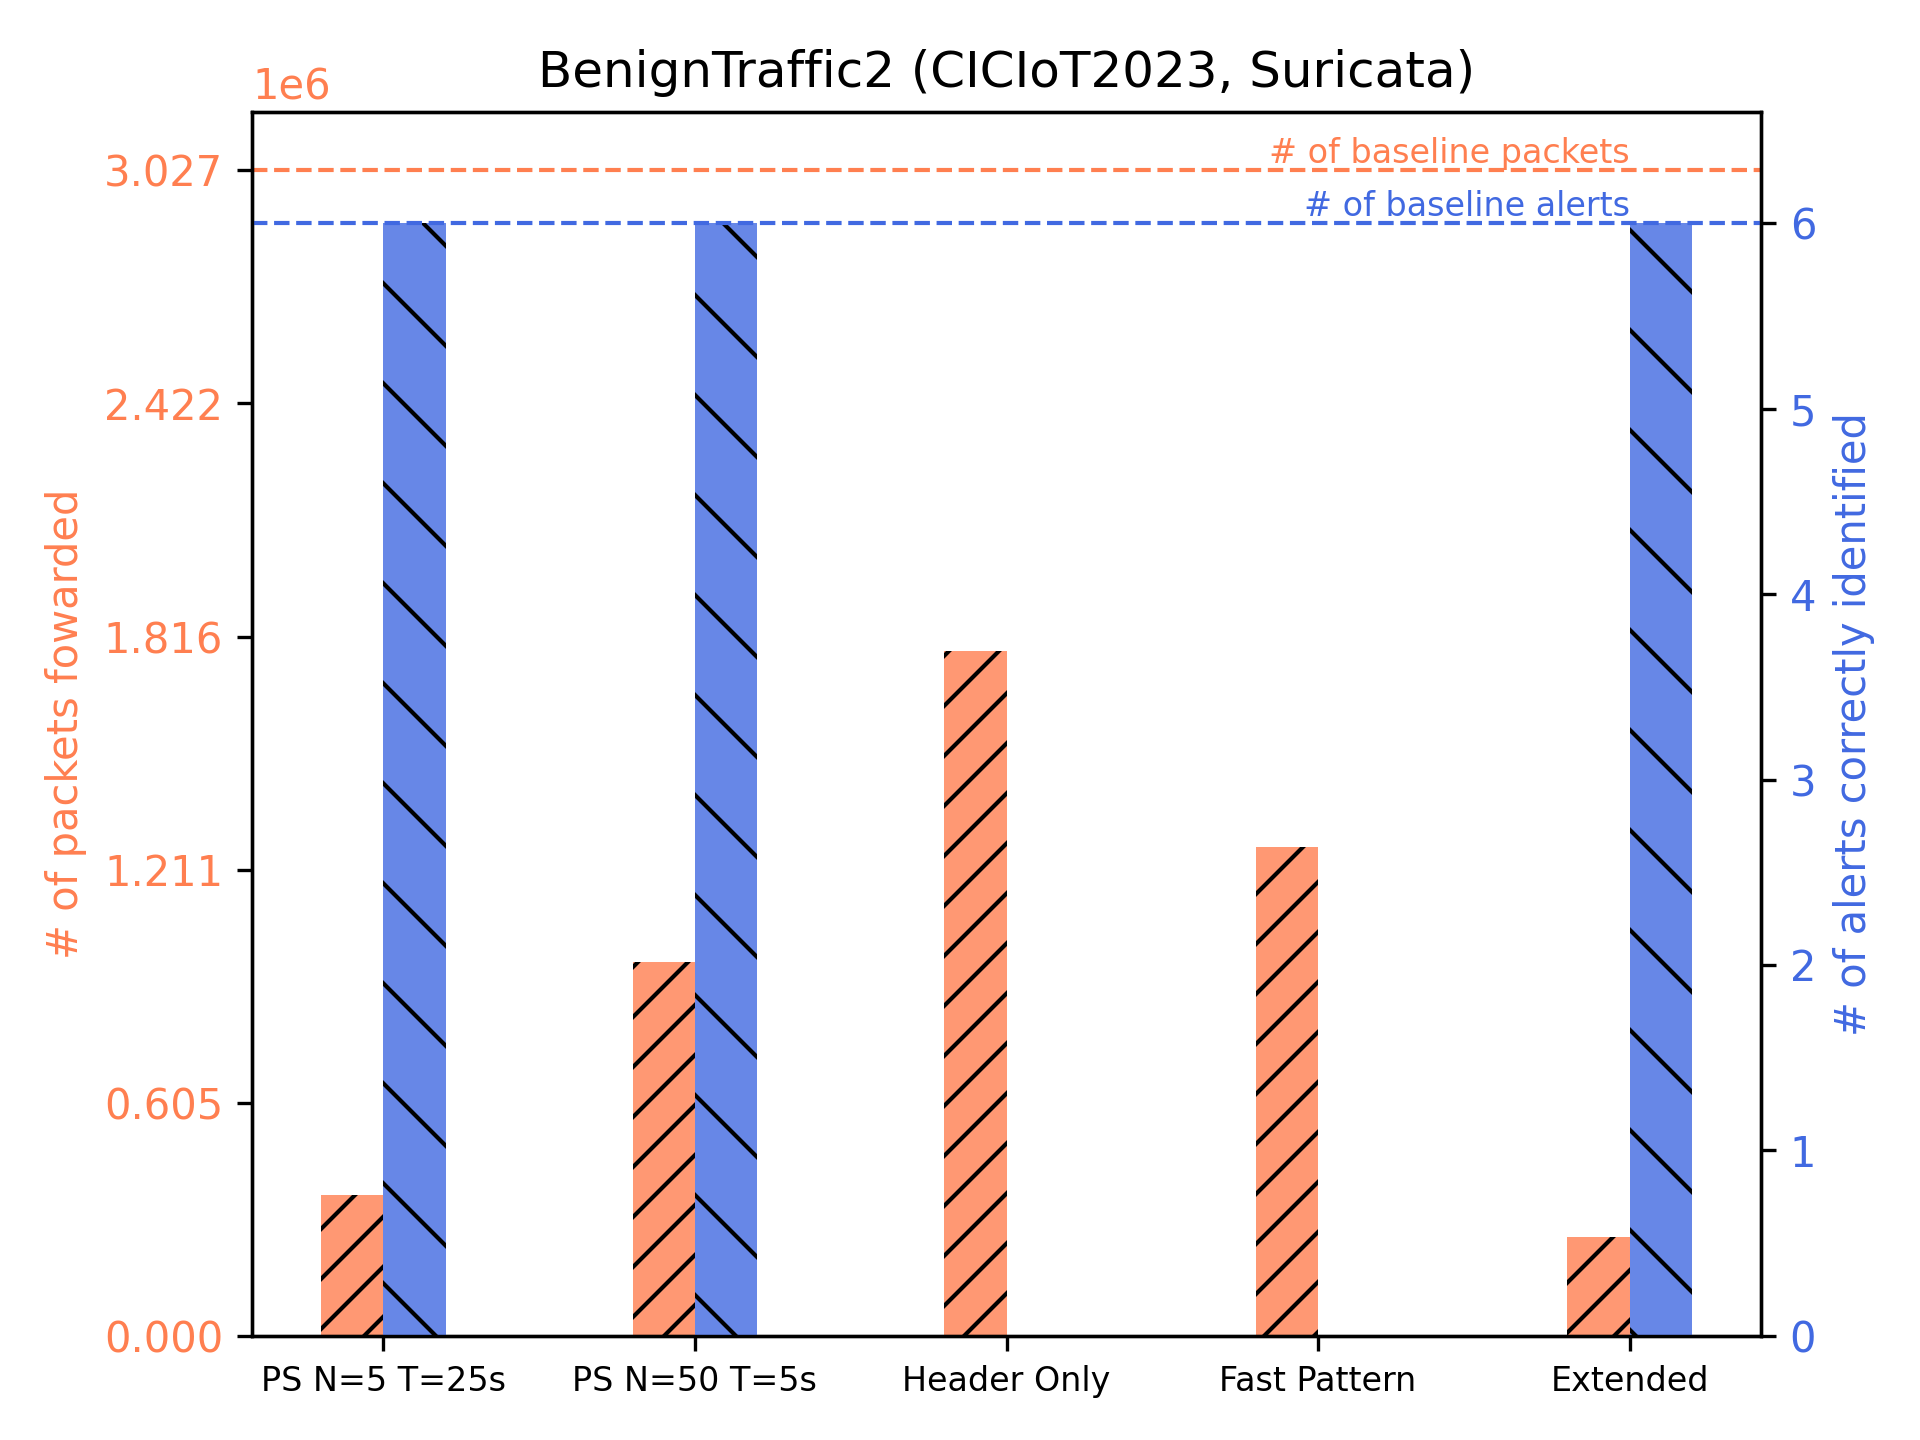 BenignTraffic2 (CICIoT2023, Suricata)
1e6
# of baseline packets
# of baseline alerts
3.027
2.422
1.816
1.211
0.605
0.000
# of packets fowarded
6
5
4
3
2
1
0
# of alerts correctly identified
PS N=5 T=25s
PS N=50 T=5s
Header Only
Fast Pattern
Extended